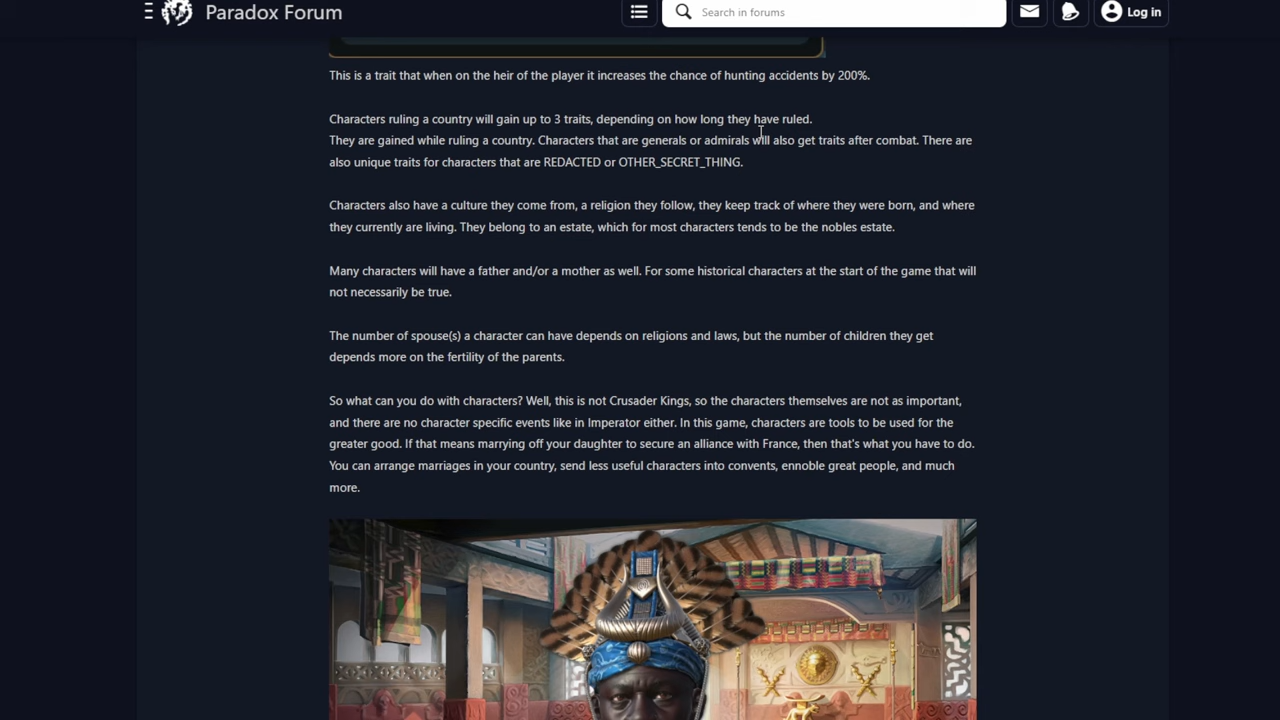 Paradox Forum
Search in forums
Log in
This is a trait that when on the heir of the player it increases the chance of hunting accidents by 200%.
Characters ruling a country will gain up to 3 traits, depending on how long they have ruled.
They are gained while ruling a country. Characters that are generals or admirals will also get traits after combat. There are
also unique traits for characters that are REDACTED or OTHER_SECRET_THING.
Characters also have a culture they come from, a religion they follow, they keep track of where they were born, and where
they currently are living. They belong to an estate, which for most characters tends to be the nobles estate.
Many characters will have a father and/or a mother as well. For some historical characters at the start of the game that will
not necessarily be true.
The number of spouse(s) a character can have depends on religions and laws, but the number of children they get
depends more on the fertility of the parents.
So what can you do with characters? Well, this is not Crusader Kings, so the characters themselves are not as important,
and there are no character specific events like in Imperator either. In this game, characters are tools to be used for the
greater good. If that means marrying off your daughter to secure an alliance with France, then that's what you have to do.
You can arrange marriages in your country, send less useful characters into convents, ennoble great people, and much
more.